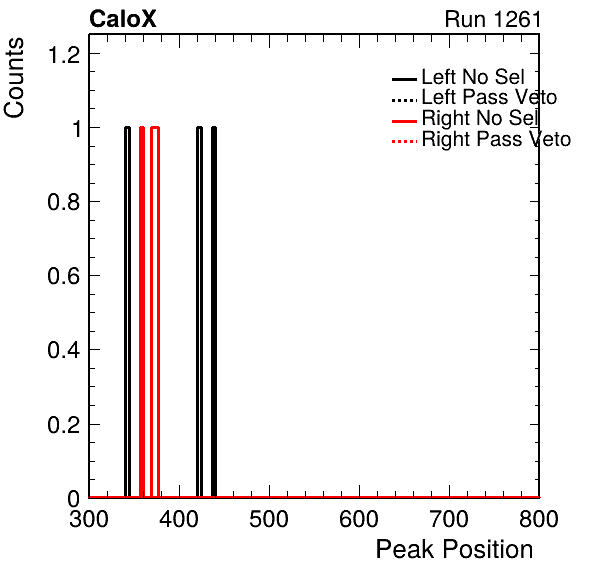 CaloX Run 1261
Counts
1.2
1
0.8
0.6
0.4
0.2
0
Left No Sel
Left Pass Veto
Right No Sel
Right Pass Veto
300 400 500 600 700 800
Peak Position